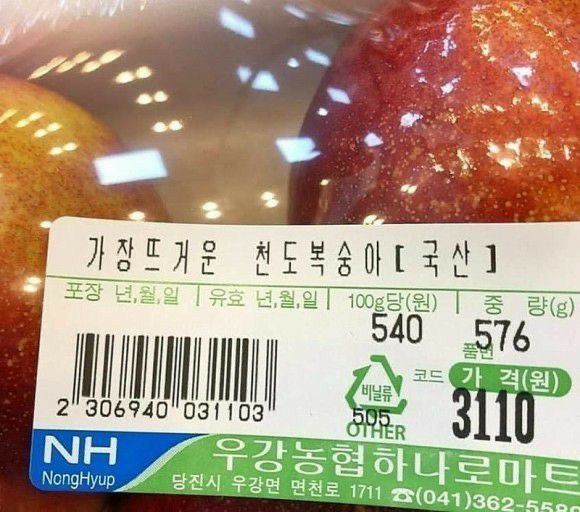 가장뜨거운 천도복숭아[국산]
포장 년,월,일 유효 년,월,일 100g당(원) 중 량(g)
540 576
품번
비닐류 코드 가 격(원)
505 3110
OTHER
2 306940 031103
NH 우강농협하나로마트
NongHyup 당진시 우강면 면천로 1711 ☎(041)362-558